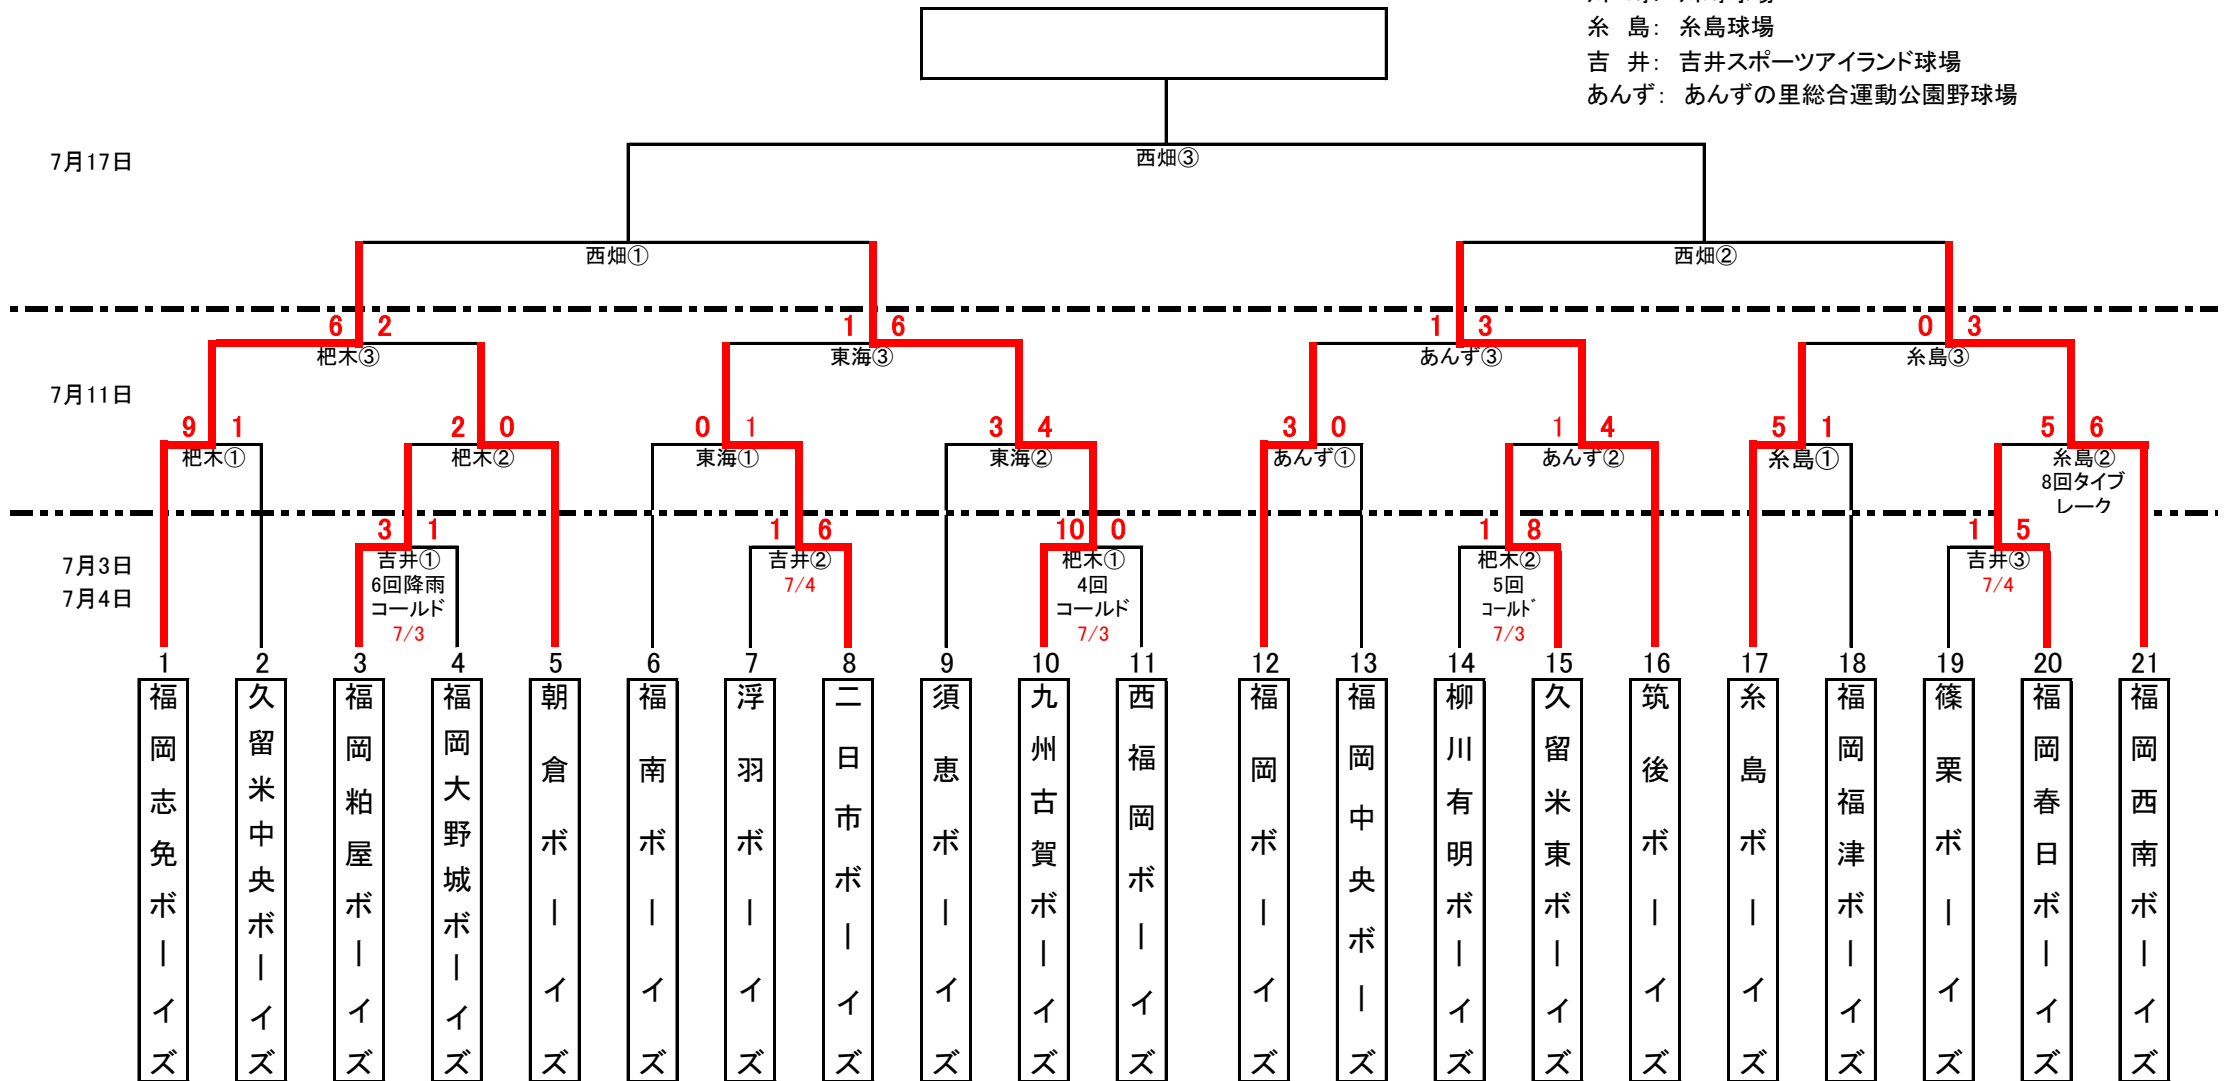 糸 島： 糸島球場
吉 井： 吉井スポーツアイランド球場
あんず： あんずの里総合運動公園野球場
7月17日
西畑③
西畑①
西畑②
6 2
1 6
1 3
0 3
杷木③
東海③
あんず③
糸島③
7月11日
9 1
2 0
0 1
3 4
3 0
1 4
5 1
5 6
杷木①
杷木②
東海①
東海②
あんず①
あんず②
糸島①
糸島②
8回タイブ
レーク
3 1
1 6
10 0
1 8
1 5
7月3日
7月4日
吉井①
6回降雨
コールド
7/3
吉井②
7/4
杷木①
4回
コールド
7/3
杷木②
5回
コールド
7/3
吉井③
7/4
1
2
3
4
5
6
7
8
9
10
11
12
13
14
15
16
17
18
19
20
21
福岡志免ボーイズ
久留米中央ボーイズ
福岡粕屋ボーイズ
福岡大野城ボーイズ
朝倉ボーイズ
福南ボーイズ
浮羽ボーイズ
二日市ボーイズ
須恵ボーイズ
九州古賀ボーイズ
西福岡ボーイズ
福岡ボーイズ
福岡中央ボー
柳川有明ボーイズ
久留米東ボーイズ
筑後ボーイズ
糸島ボーイズ
福岡福津ボーイズ
篠栗ボーイズ
福岡春日ボーイズ
福岡西南ボーイズ